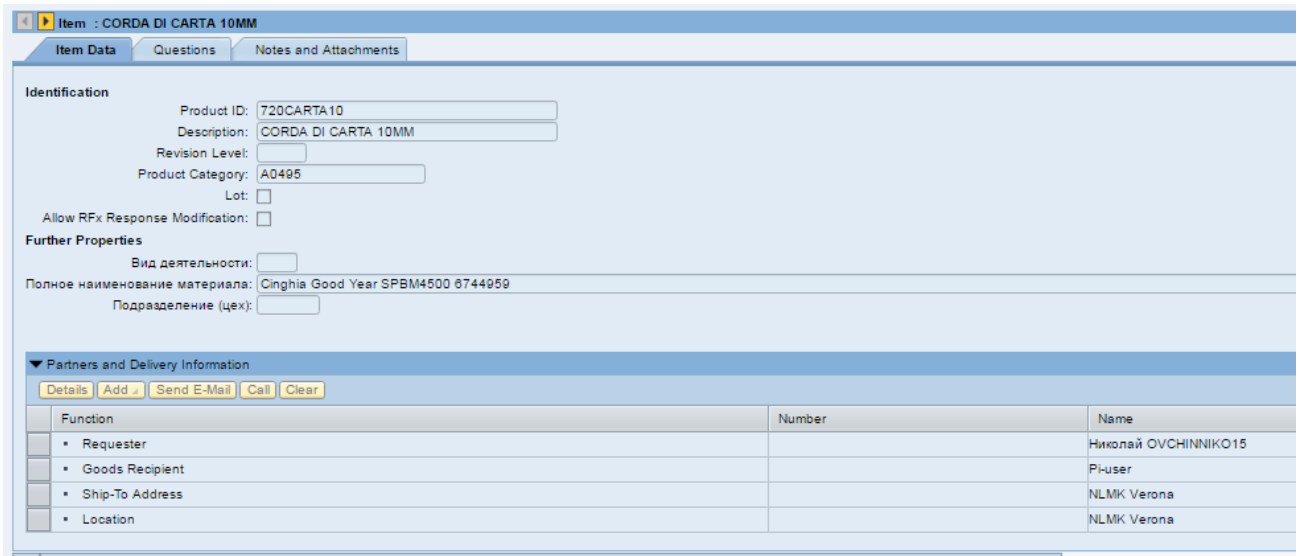 Item : CORDA DI CARTA 10MM
Item Data Questions Notes and Attachments
Identification
Product ID: 720CARTA10
Description: CORDA DI CARTA 10MM
Revision Level:
Product Category: A0495
Lot:
Allow RFx Response Modification:
Further Properties
Вид деятельности:
Полное наименование материала: Cinghia Good Year SPBM4500 6744959
Подразделение (цех):
Partners and Delivery Information
Details Add Send E-Mail Call Clear
Function Number Name
Requester Николай OVCHINNIKO15
Goods Recipient Pi-user
Ship-To Address NLMK Verona
Location NLMK Verona